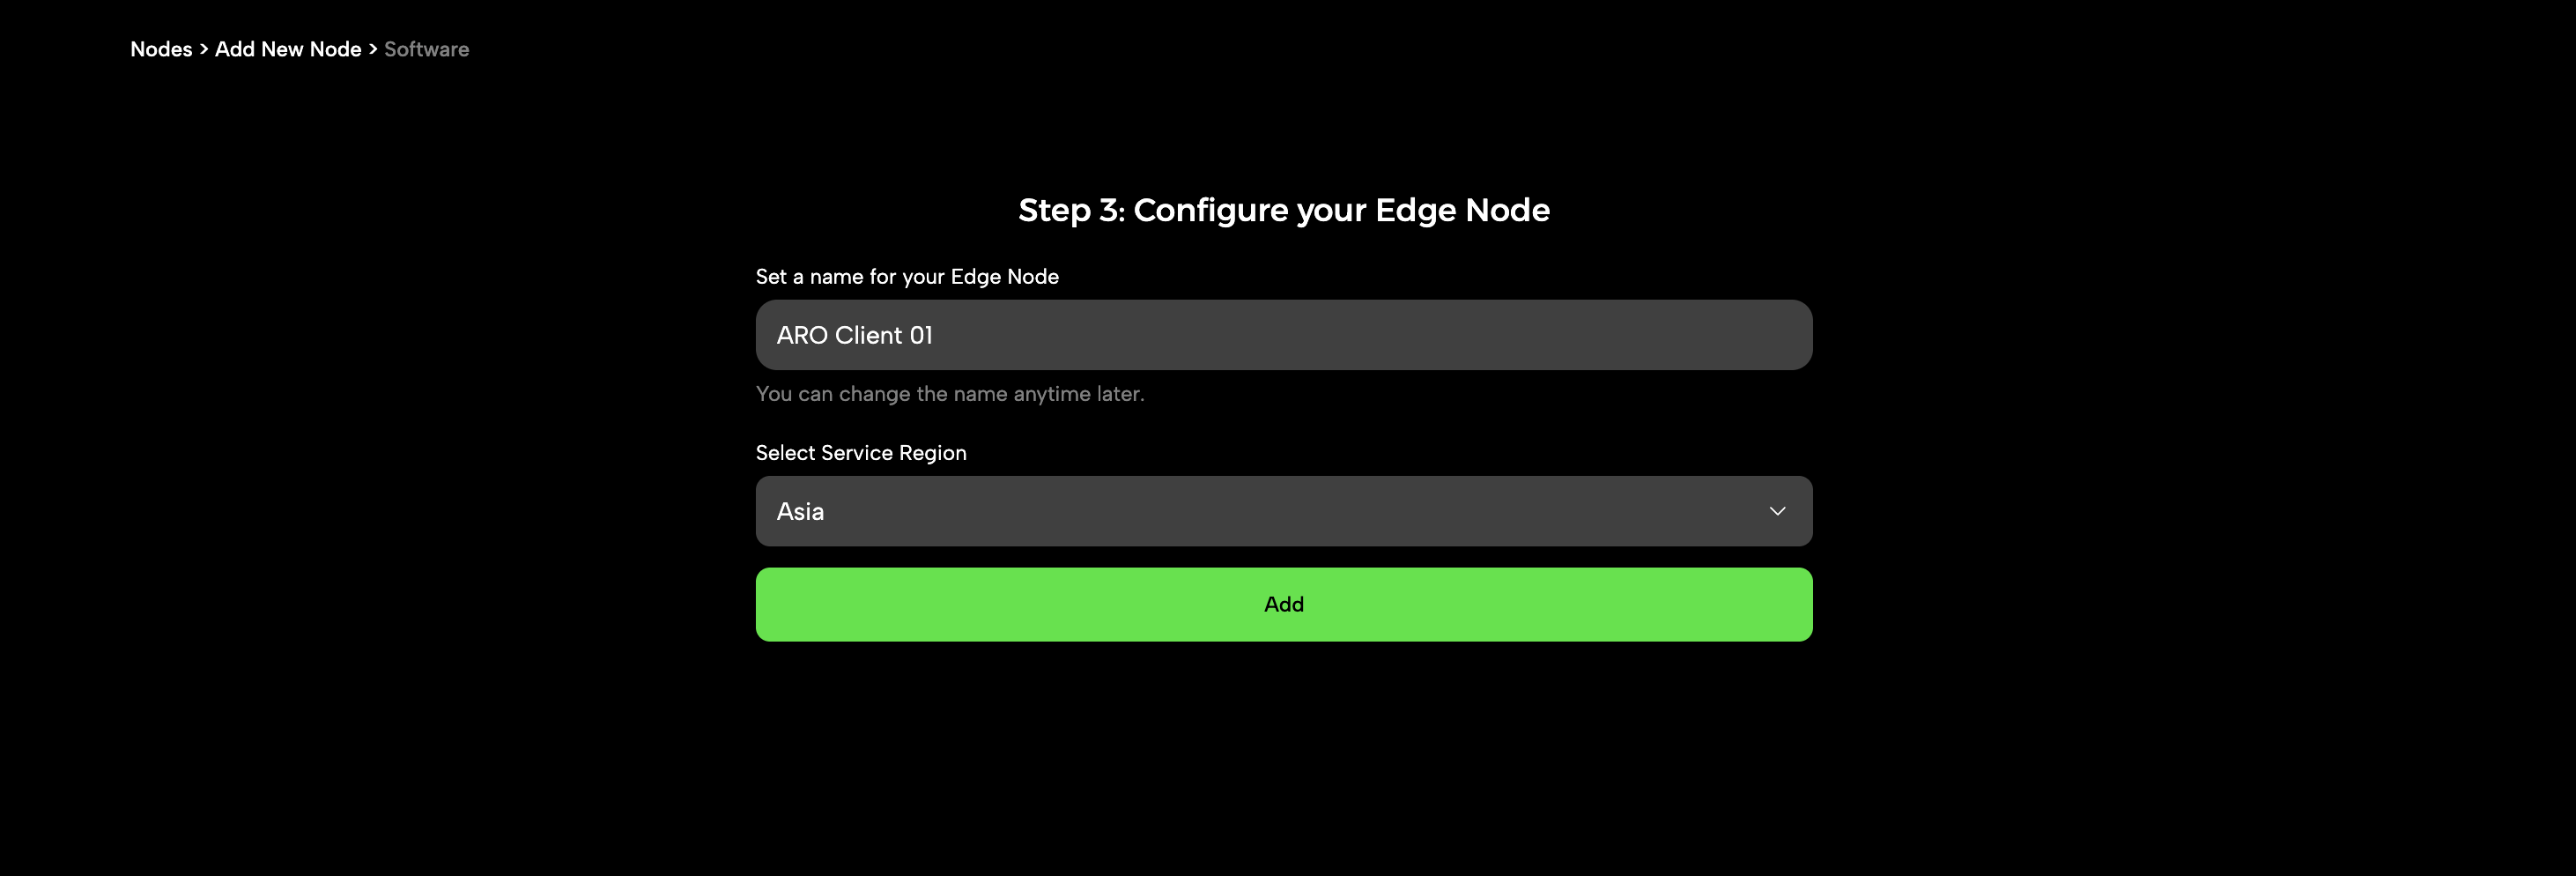 Nodes > Add New Node > Software
Step 3: Configure your Edge Node
Set a name for your Edge Node
ARO Client 01
You can change the name anytime later.
Select Service Region
Asia
Add